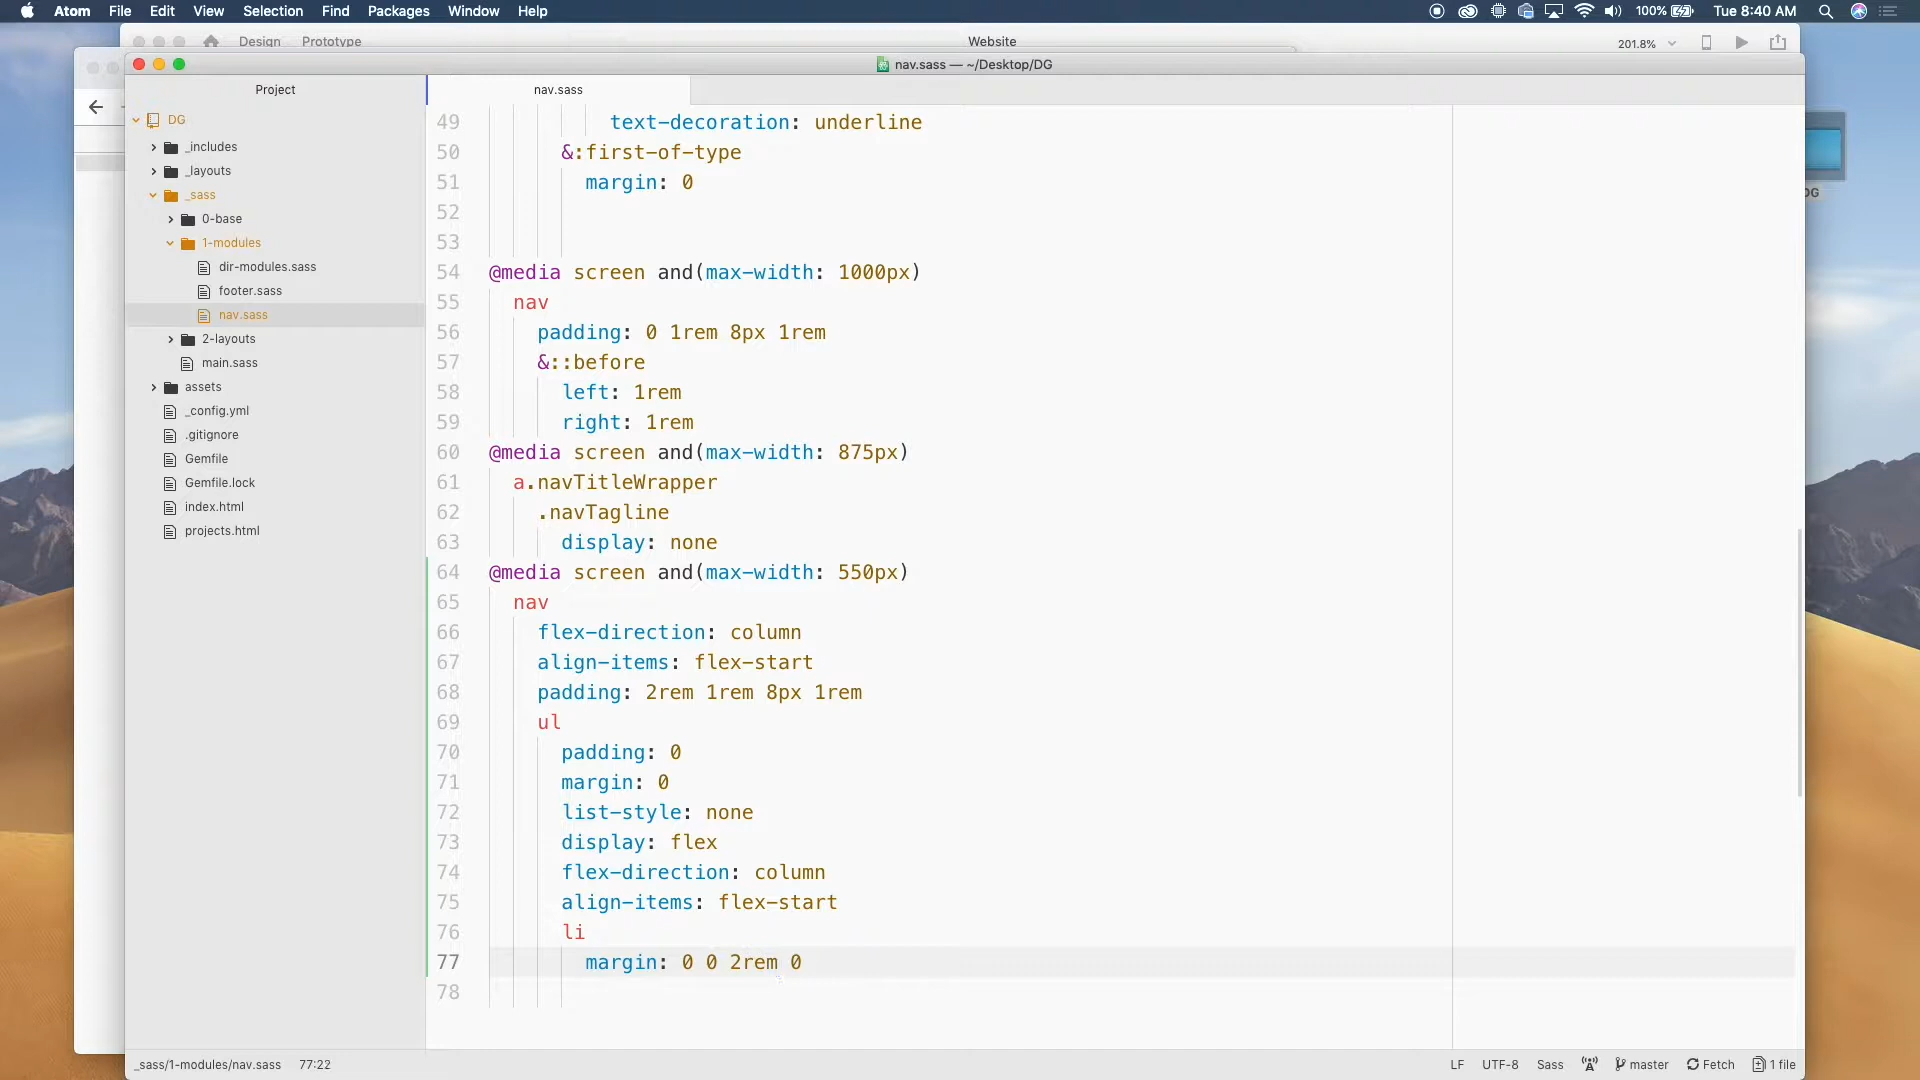 Atom File Edit View Selection Find Packages Window Help 100% Tue 8:40 AM
Design Prototype Website 201.8%
nav.sass — ~/Desktop/DG
Project
nav.sass
DG
_includes
_layouts
_sass
0-base
1-modules
dir-modules.sass
footer.sass
nav.sass
2-layouts
main.sass
assets
_config.yml
.gitignore
Gemfile
Gemfile.lock
index.html
projects.html
49 text-decoration: underline
50 &:first-of-type
51 margin: 0
52
53
54 @media screen and(max-width: 1000px)
55 nav
56 padding: 0 1rem 8px 1rem
57 &::before
58 left: 1rem
59 right: 1rem
60 @media screen and(max-width: 875px)
61 a.navTitleWrapper
62 .navTagline
63 display: none
64 @media screen and(max-width: 550px)
65 nav
66 flex-direction: column
67 align-items: flex-start
68 padding: 2rem 1rem 8px 1rem
69 ul
70 padding: 0
71 margin: 0
72 list-style: none
73 display: flex
74 flex-direction: column
75 align-items: flex-start
76 li
77 margin: 0 0 2rem 0
78
DG
_sass/1-modules/nav.sass 77:22 LF UTF-8 Sass master Fetch 1 file